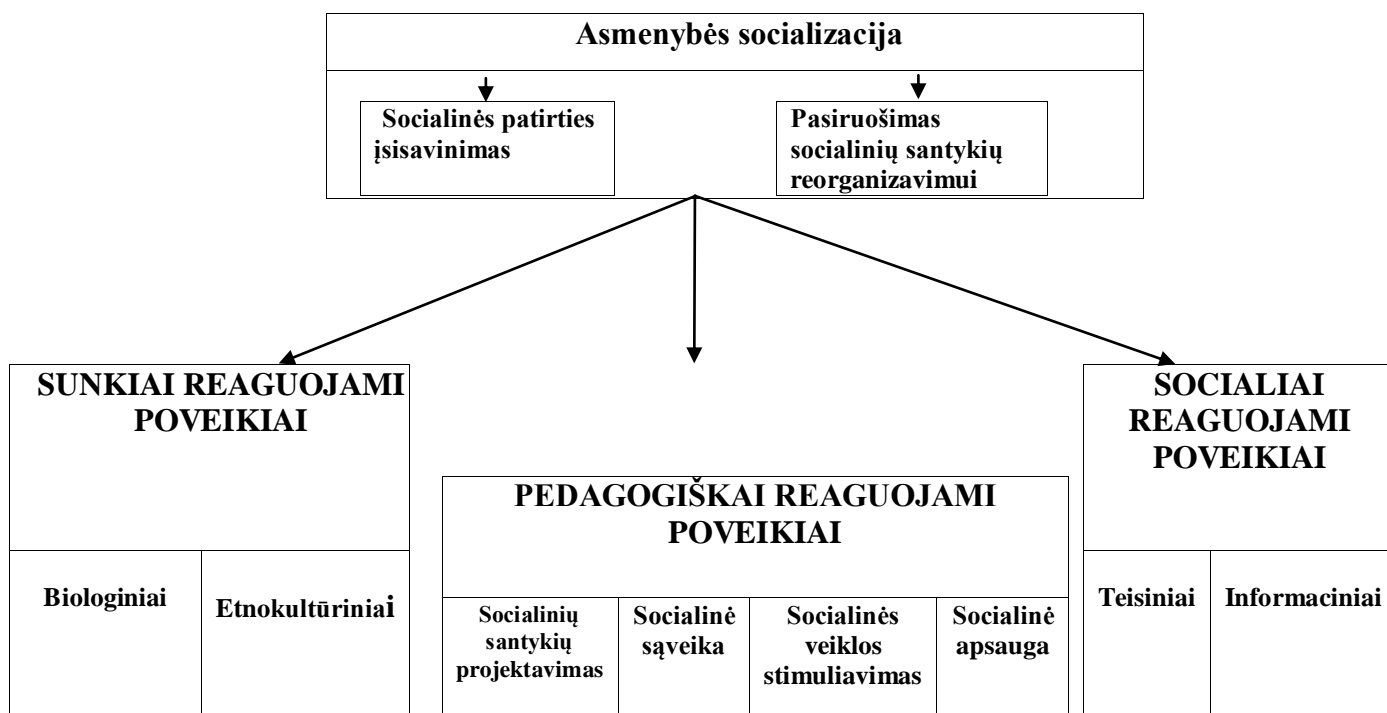 Asmenybės socializacija
Socialinės patirties
įsisavinimas
Pasiruošimas
socialinių santykių
reorganizavimui
SUNKIAI REAGUOJAMI
POVEIKIAI
Biologiniai
Etnokultūriniai
PEDAGOGIŠKAI REAGUOJAMI
POVEIKIAI
Socialinių
santykių
projektavimas
Socialinė
sąveika
Socialinės
veiklos
stimuliavimas
Socialinė
apsauga
SOCIALIAI
REAGUOJAMI
POVEIKIAI
Teisiniai
Informaciniai